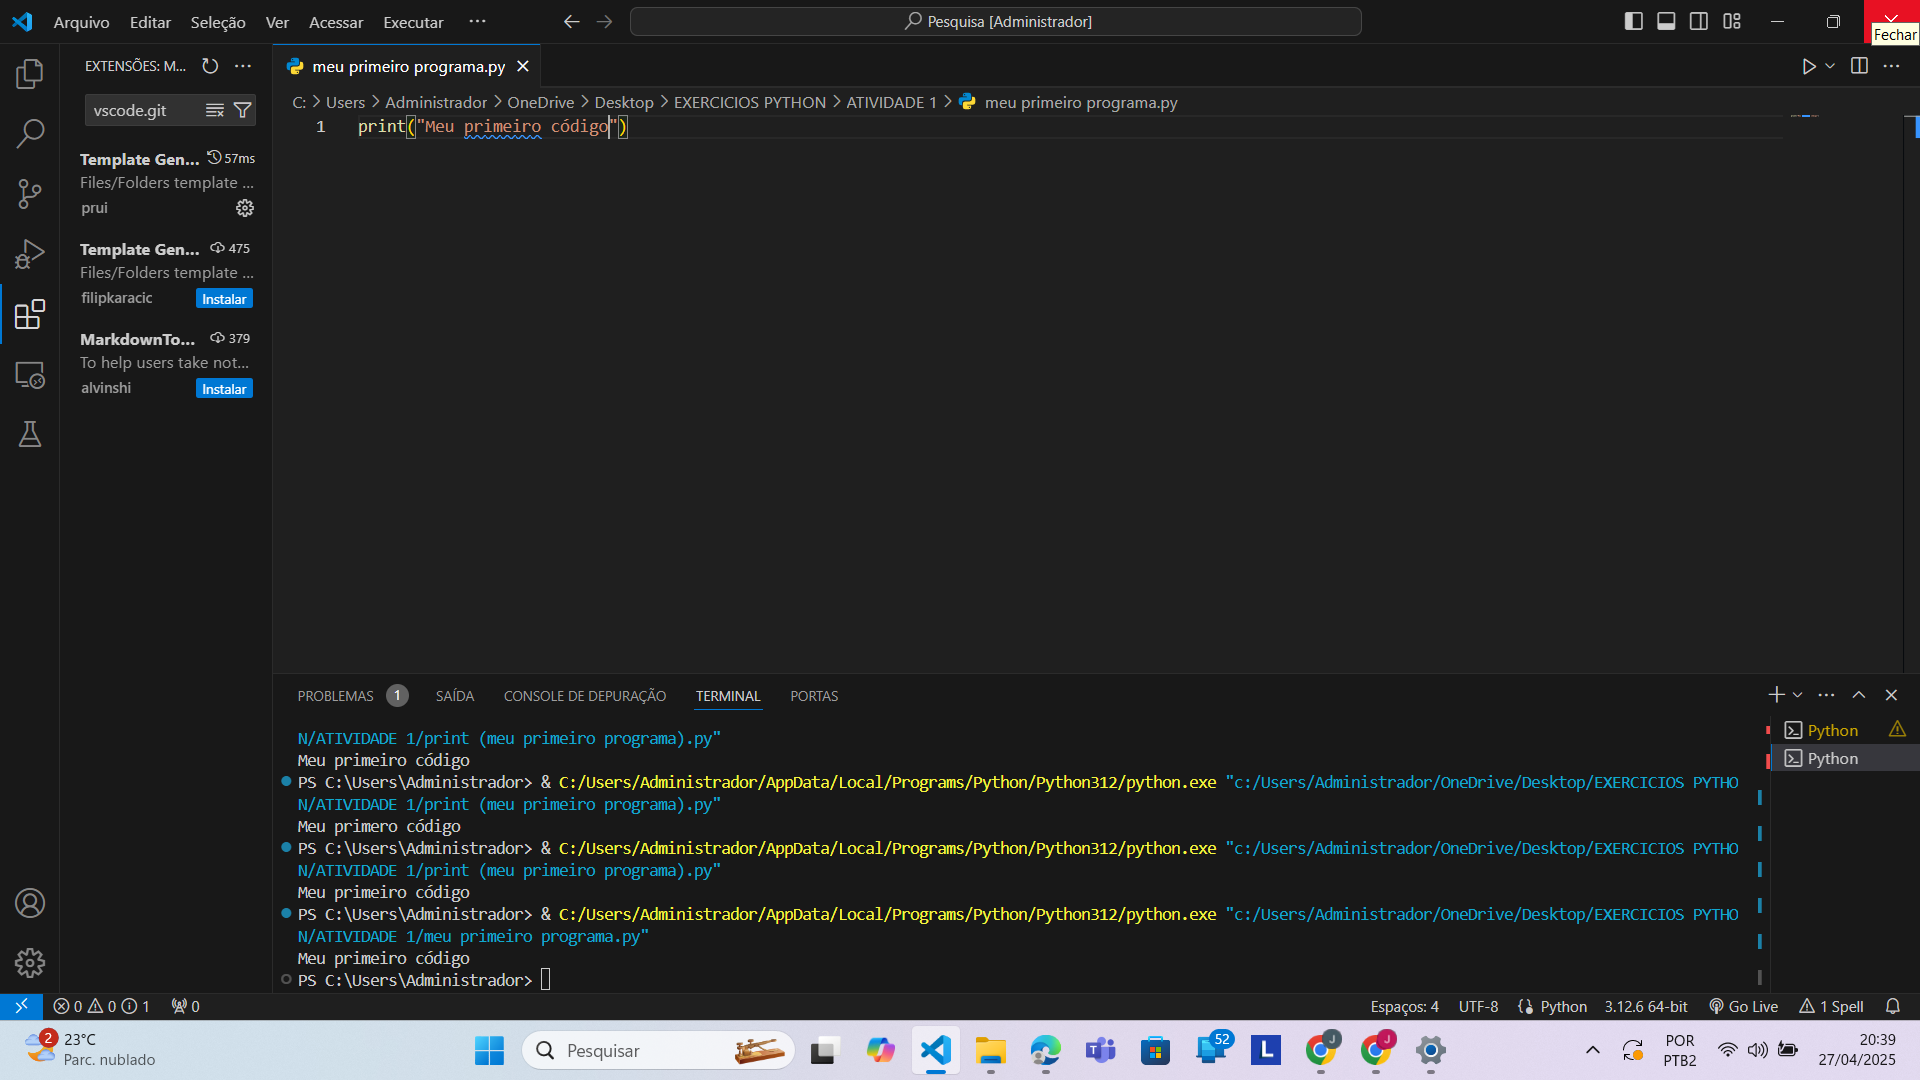 Arquivo Editar Seleção Ver Acessar Executar ··· Pesquisa [Administrador]
Fechar
EXTENSÕES: M... ··· meu primeiro programa.py
C: > Users > Administrador > OneDrive > Desktop > EXERCICIOS PYTHON > ATIVIDADE 1 > meu primeiro programa.py
vscode.git
1 print("Meu primeiro código")
Template Gen... 57ms
Files/Folders template ...
prui
Template Gen... 475
Files/Folders template ...
filipkaracic Instalar
MarkdownTo... 379
To help users take not...
alvinshi Instalar
PROBLEMAS 1 SAÍDA CONSOLE DE DEPURAÇÃO TERMINAL PORTAS
N/ATIVIDADE 1/print (meu primeiro programa).py"
Meu primeiro código
PS C:\Users\Administrador> & C:/Users/Administrador/AppData/Local/Programs/Python/Python312/python.exe "c:/Users/Administrador/OneDrive/Desktop/EXERCICIOS PYTHO
N/ATIVIDADE 1/print (meu primeiro programa).py"
Meu primero código
PS C:\Users\Administrador> & C:/Users/Administrador/AppData/Local/Programs/Python/Python312/python.exe "c:/Users/Administrador/OneDrive/Desktop/EXERCICIOS PYTHO
N/ATIVIDADE 1/print (meu primeiro programa).py"
Meu primeiro código
PS C:\Users\Administrador> & C:/Users/Administrador/AppData/Local/Programs/Python/Python312/python.exe "c:/Users/Administrador/OneDrive/Desktop/EXERCICIOS PYTHO
N/ATIVIDADE 1/meu primeiro programa.py"
Meu primeiro código
PS C:\Users\Administrador>
Python
Python
0 0 1 0 Espaços: 4 UTF-8 Python 3.12.6 64-bit Go Live 1 Spell
2 23°C
Parc. nublado
Pesquisar
52
L
J
J
POR
PTB2
20:39
27/04/2025